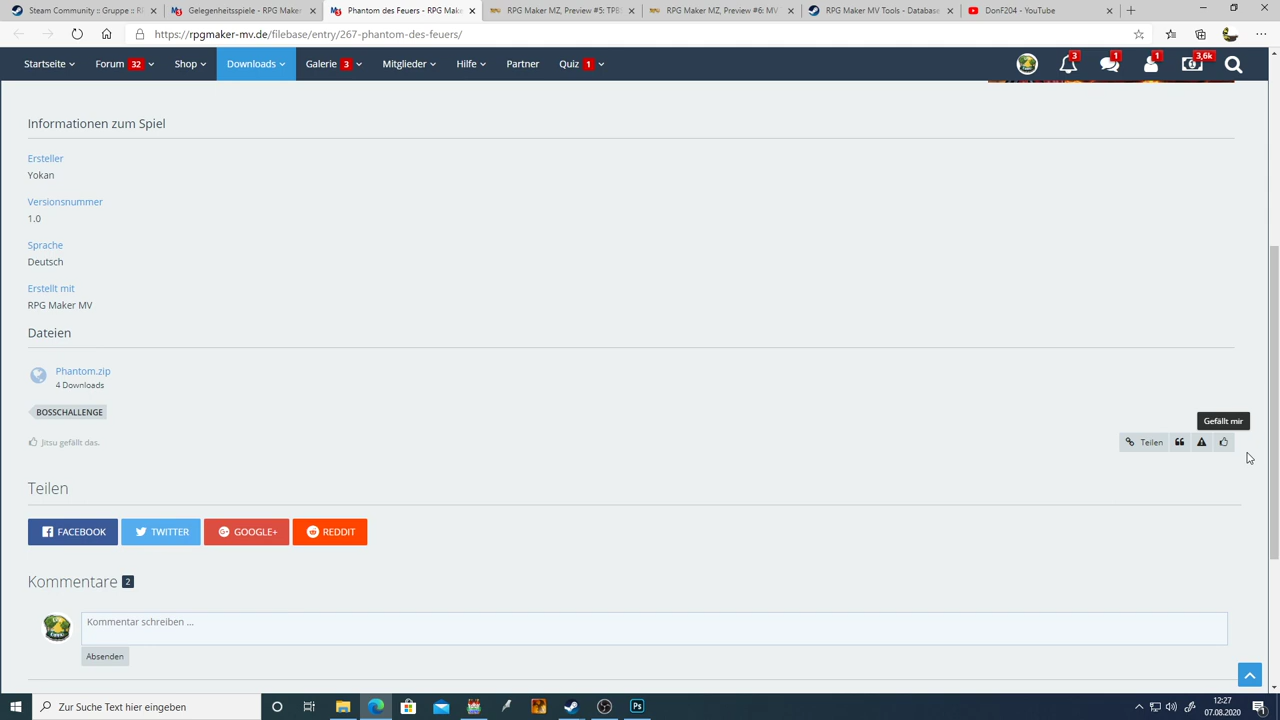 Steam Community :: Gruppe :: R
Gelegenheitsspiele - RPG Maker
Phantom des Feuers - RPG Make
RPG Maker MZ, Preview #5: TPB
RPG Maker MZ, Preview #6: MV
RPG Maker MV Tools - Database
DonF204 - YouTube
https://rpgmaker-mv.de/filebase/entry/267-phantom-des-feuers/
Startseite
Forum 32
Shop
Downloads
Galerie 3
Mitglieder
Hilfe
Partner
Quiz 1
3
1
1
3,6k
Informationen zum Spiel
Ersteller
Yokan
Versionsnummer
1.0
Sprache
Deutsch
Erstellt mit
RPG Maker MV
Dateien
Phantom.zip
4 Downloads
BOSSCHALLENGE
Gefällt mir
Jitsu gefällt das.
Teilen
Teilen
FACEBOOK
TWITTER
GOOGLE+
REDDIT
Kommentare 2
Kommentar schreiben ...
Absenden
Zur Suche Text hier eingeben
Ps
12:27
07.08.2020
1